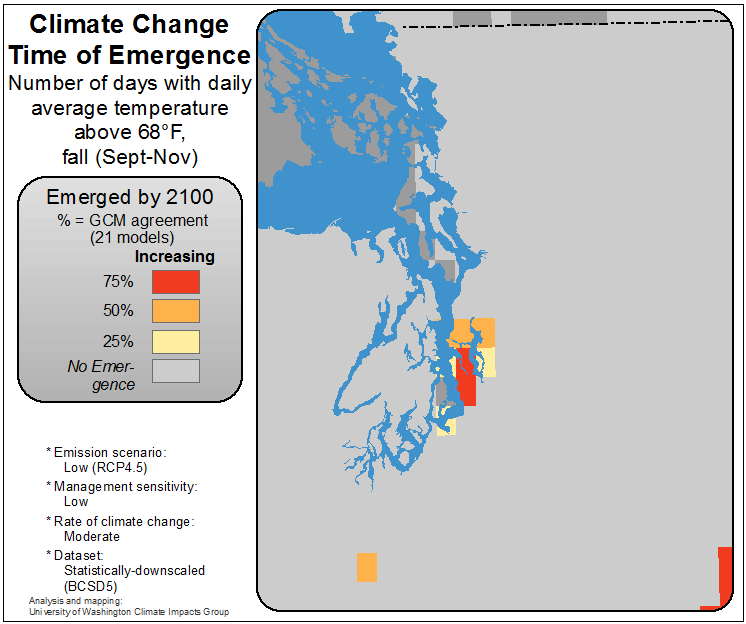 Climate Change
Time of Emergence
Number of days with daily
average temperature
above 68°F,
fall (Sept-Nov)
Emerged by 2100
% = GCM agreement
(21 models)
Increasing
75%
50%
25%
No Emer-
gence
* Emission scenario:
Low (RCP4.5)
* Management sensitivity:
Low
* Rate of climate change:
Moderate
* Dataset:
Statistically-downscaled
(BCSD5)
Analysis and mapping:
University of Washington Climate Impacts Group